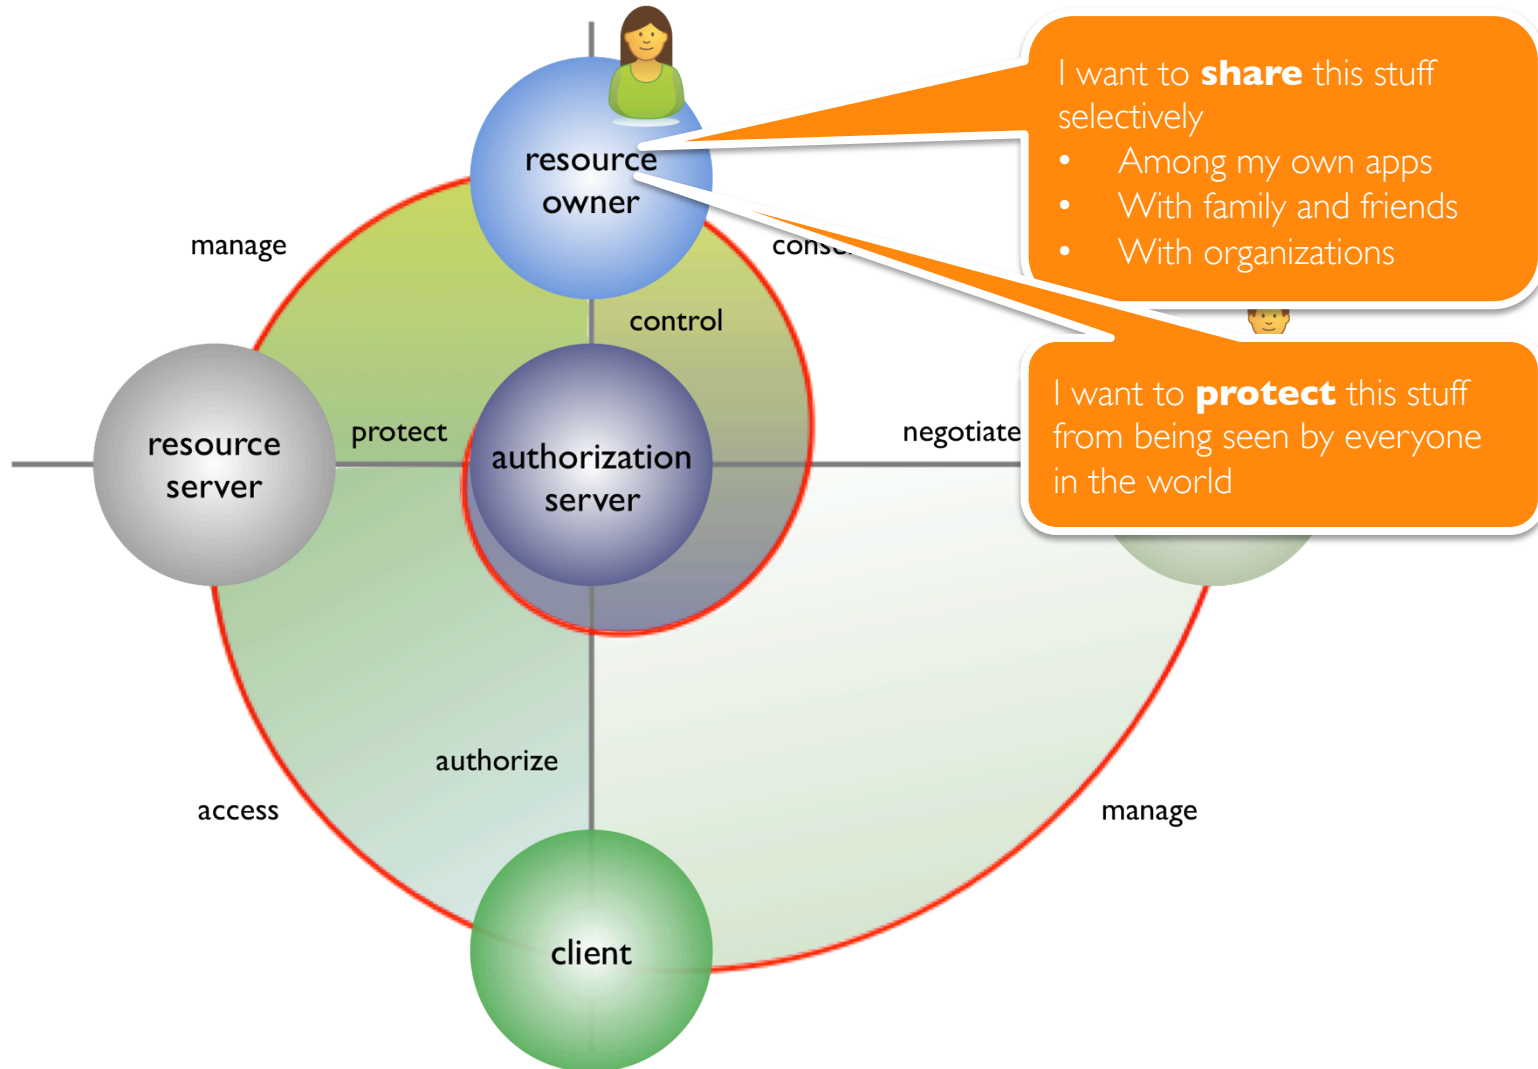 I want to share this stuff
selectively
• Among my own apps
• With family and friends
• With organizations
resource
owner
manage
control
I want to protect this stuff
from being seen by everyone
in the world
resource
server
protect
authorization
server
negotiate
authorize
access
manage
client